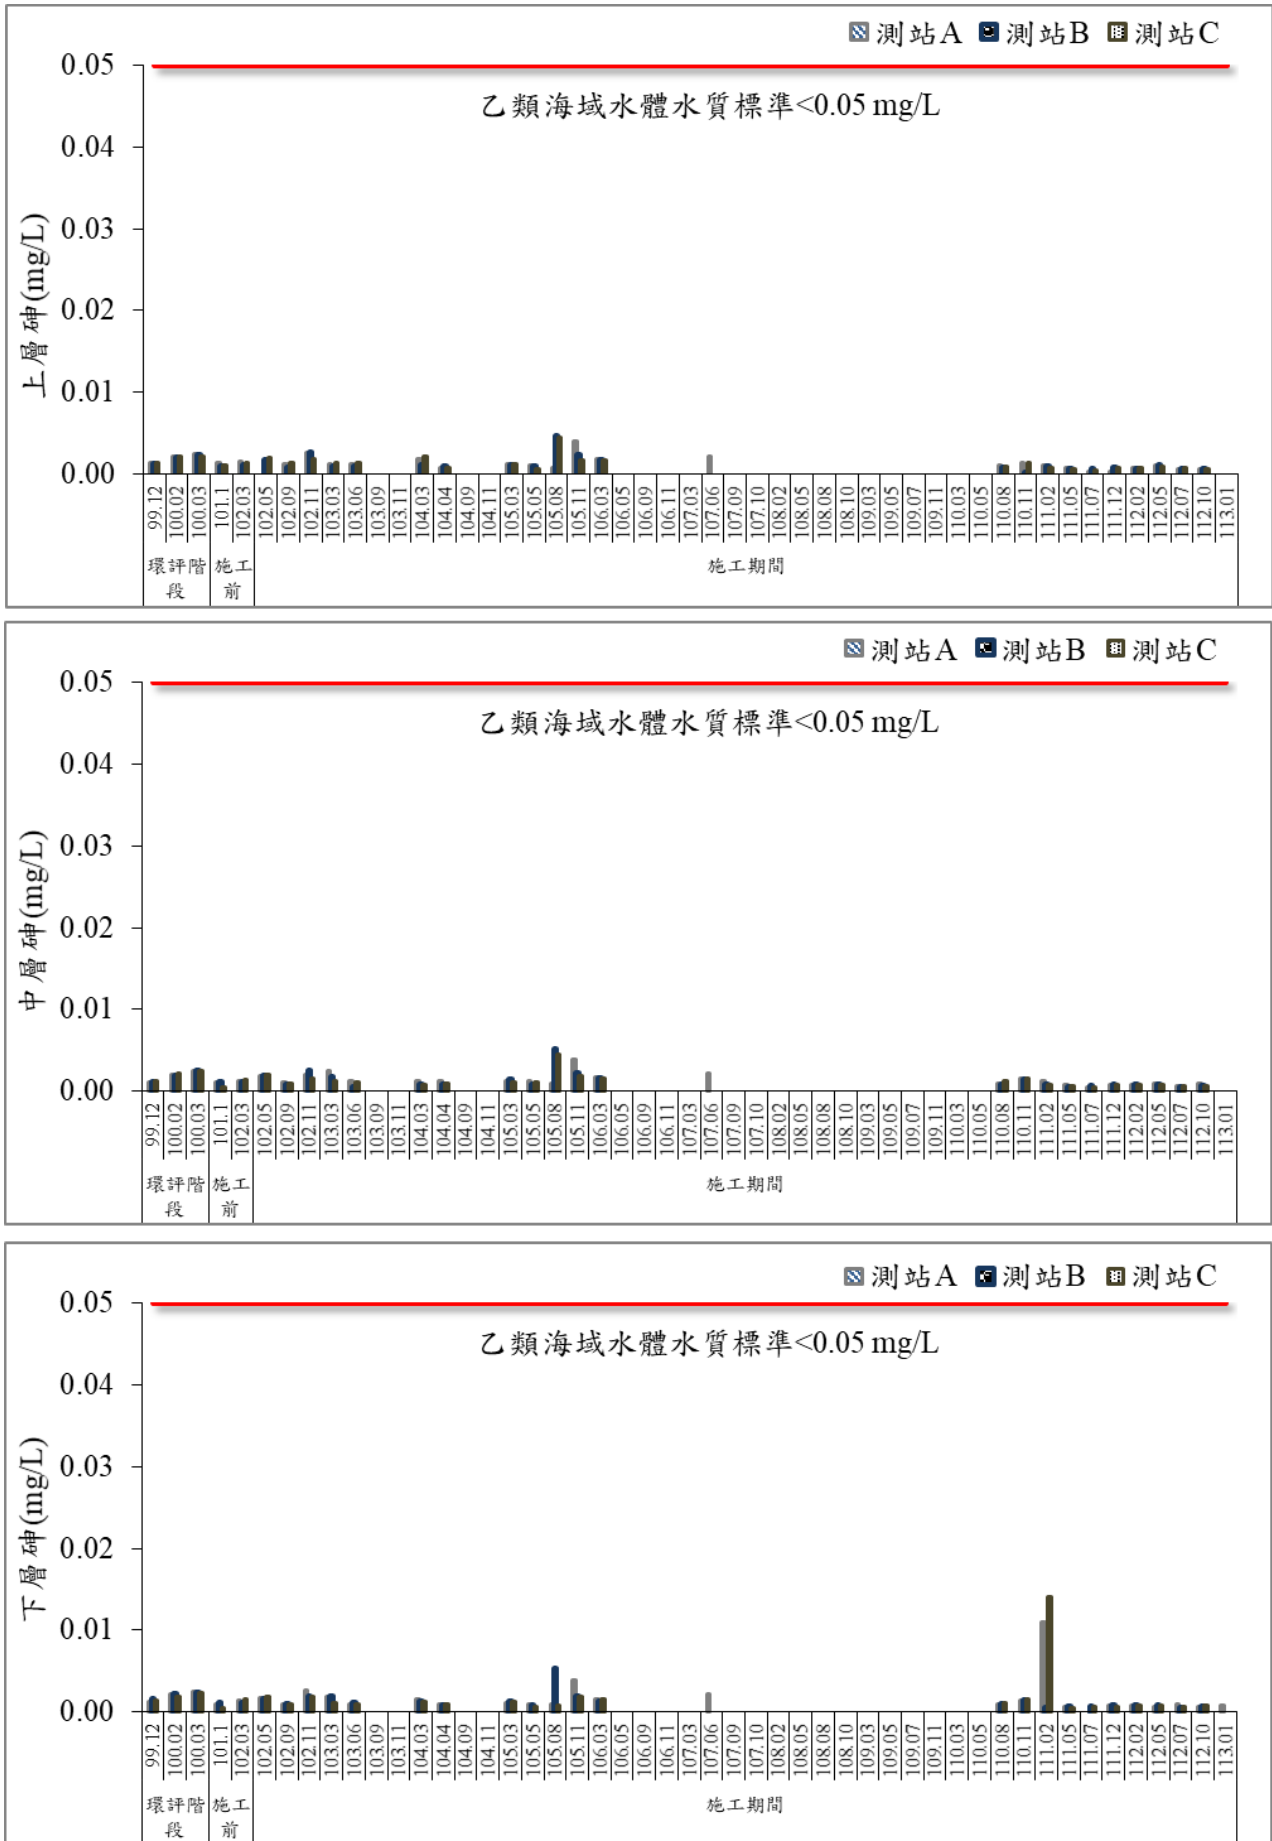 測站A 測站B 測站C
0.05
乙類海域水體水質標準<0.05 mg/L
0.04
0.03
0.02
0.01
0.00
上層砷(mg/L)
99.12 100.02 100.03 101.1 102.03 102.05 102.09 102.11 103.03 103.06 103.09 103.11 104.03 104.04 104.09 104.11 105.03 105.05 105.08 105.11 106.03 106.05 106.09 106.11 107.03 107.06 107.09 107.10 108.02 108.05 108.08 108.10 109.03 109.05 109.07 109.11 110.03 110.05 110.08 110.11 111.02 111.05 111.07 111.12 112.02 112.05 112.07 112.10 113.01
環評階段 施工前 施工期間
測站A 測站B 測站C
0.05
乙類海域水體水質標準<0.05 mg/L
0.04
0.03
0.02
0.01
0.00
中層砷(mg/L)
99.12 100.02 100.03 101.1 102.03 102.05 102.09 102.11 103.03 103.06 103.09 103.11 104.03 104.04 104.09 104.11 105.03 105.05 105.08 105.11 106.03 106.05 106.09 106.11 107.03 107.06 107.09 107.10 108.02 108.05 108.08 108.10 109.03 109.05 109.07 109.11 110.03 110.05 110.08 110.11 111.02 111.05 111.07 111.12 112.02 112.05 112.07 112.10 113.01
環評階段 施工前 施工期間
測站A 測站B 測站C
0.05
乙類海域水體水質標準<0.05 mg/L
0.04
0.03
0.02
0.01
0.00
下層砷(mg/L)
99.12 100.02 100.03 101.1 102.03 102.05 102.09 102.11 103.03 103.06 103.09 103.11 104.03 104.04 104.09 104.11 105.03 105.05 105.08 105.11 106.03 106.05 106.09 106.11 107.03 107.06 107.09 107.10 108.02 108.05 108.08 108.10 109.03 109.05 109.07 109.11 110.03 110.05 110.08 110.11 111.02 111.05 111.07 111.12 112.02 112.05 112.07 112.10 113.01
環評階段 施工前 施工期間